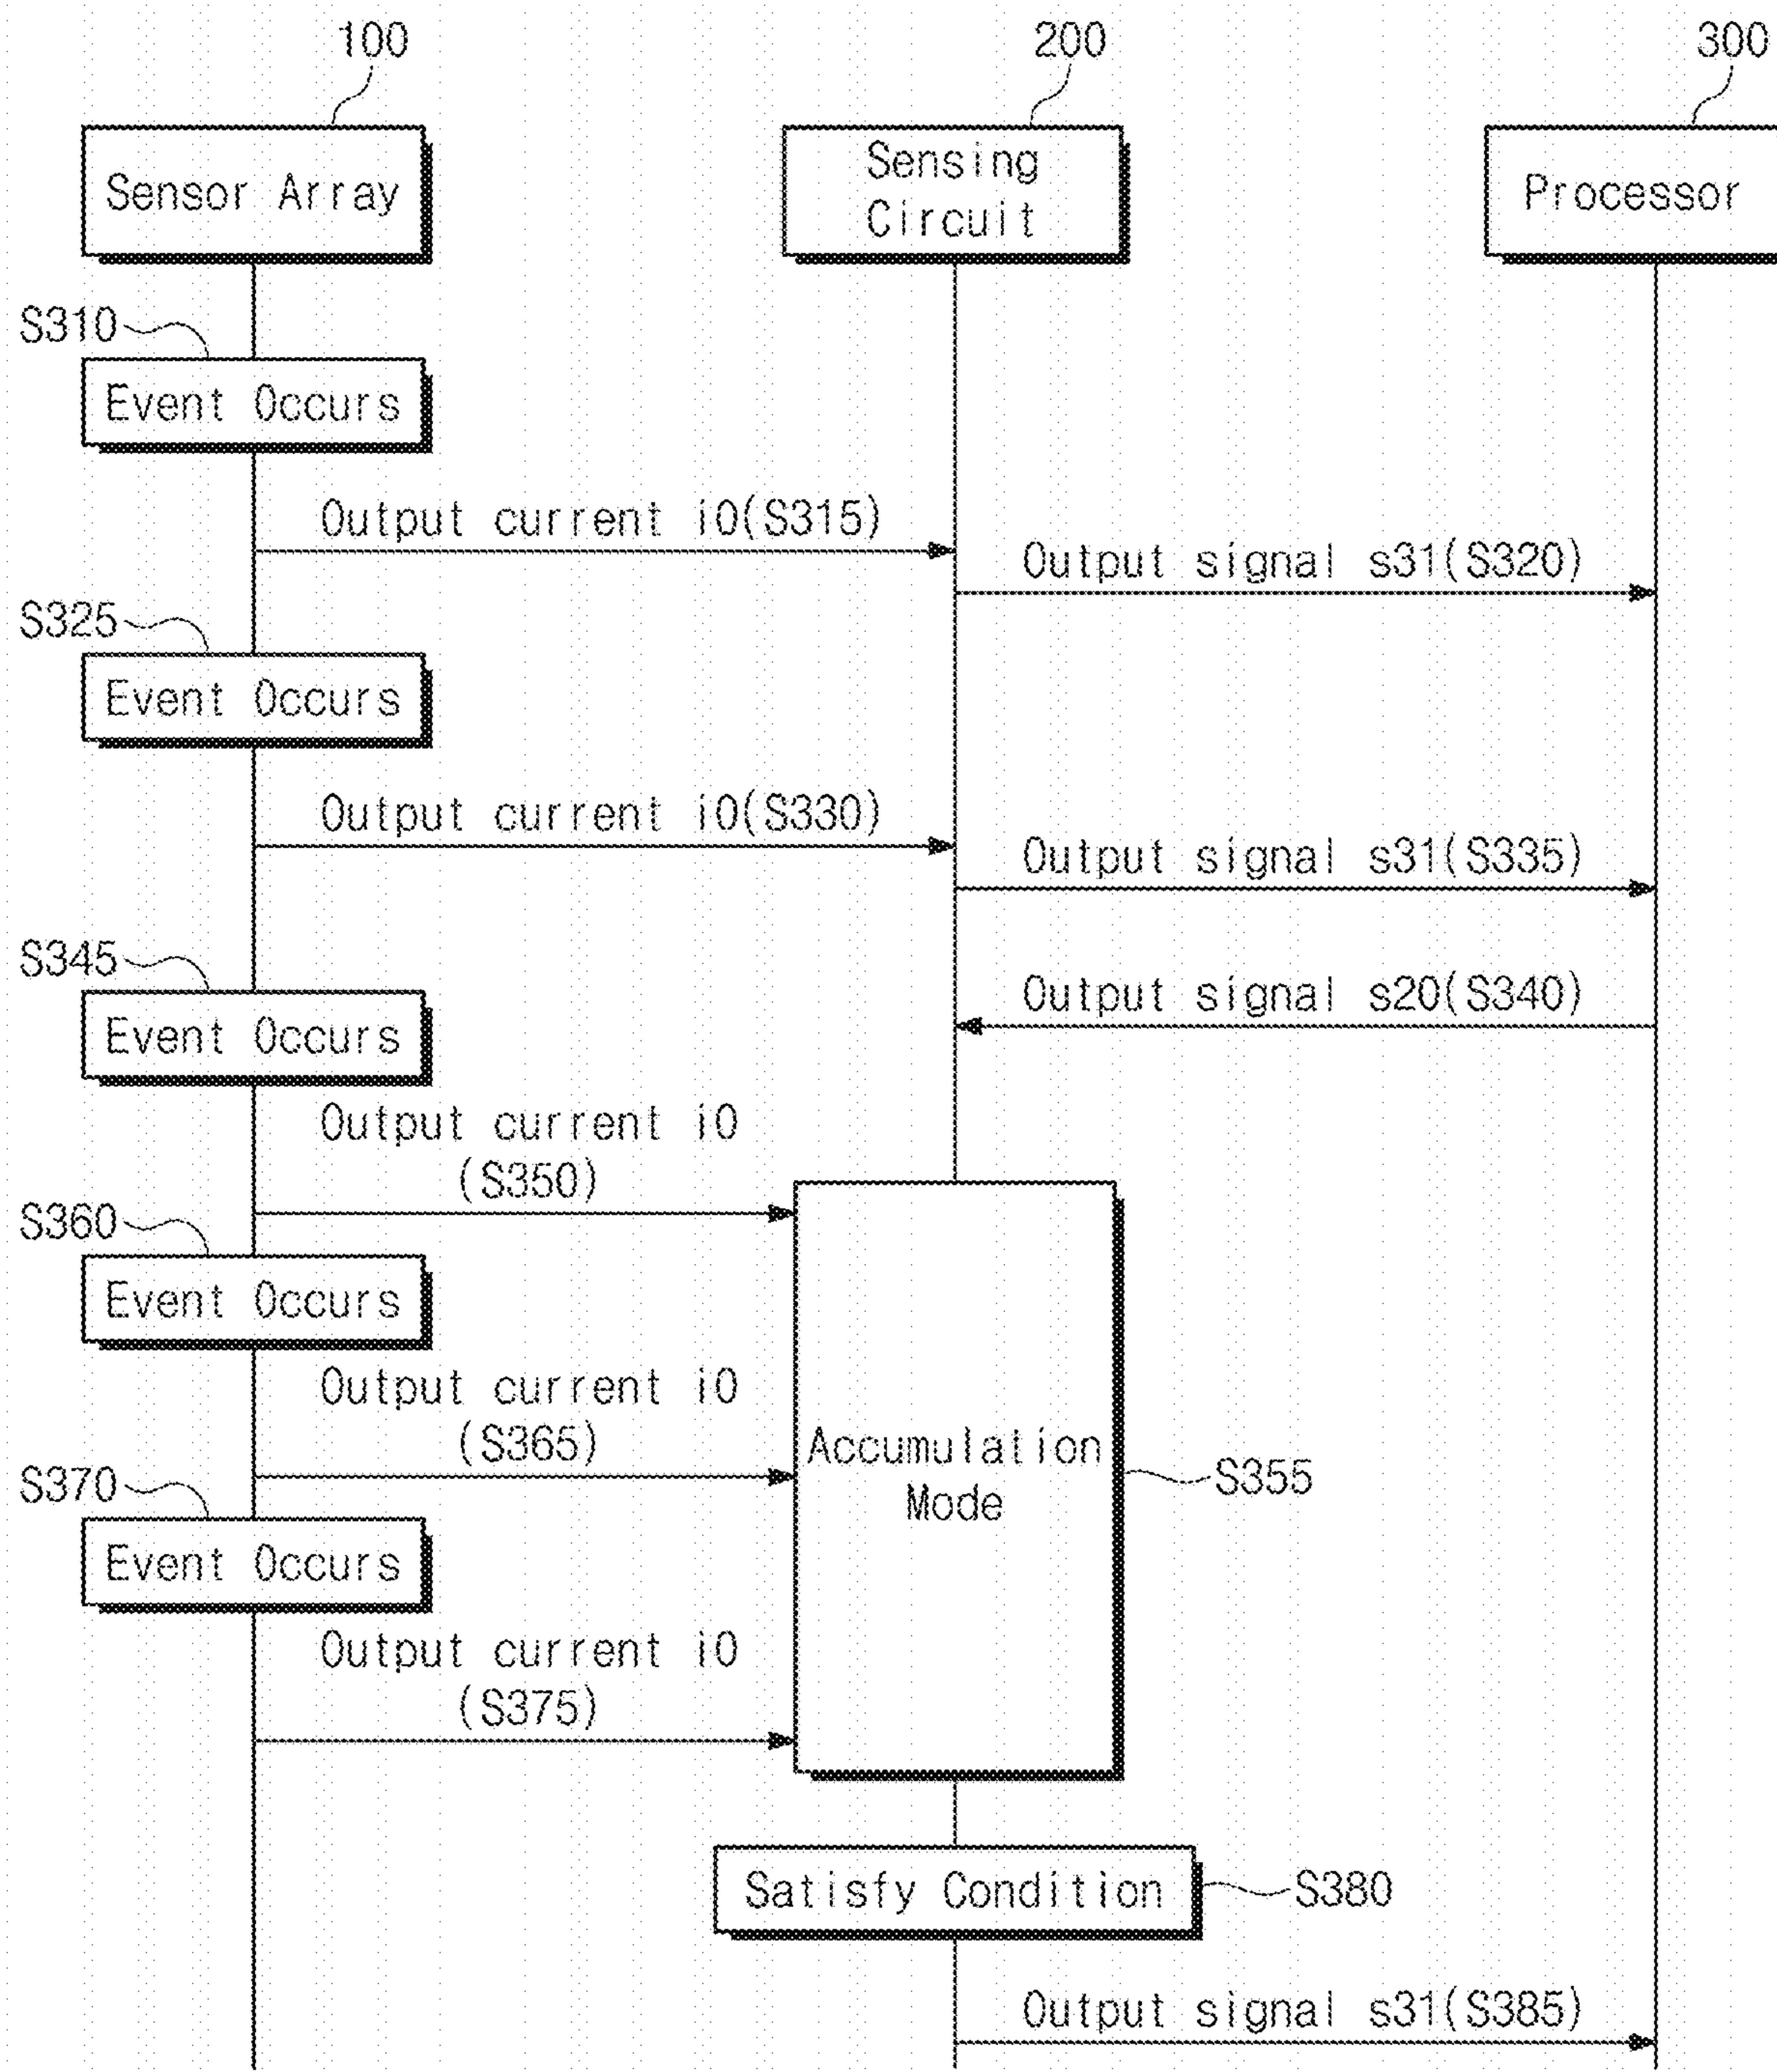 100
200
300
Sensor Array
Sensing
Circuit
Processor
S310
Event Occurs
Output current i0(S315)
Output signal s31(S320)
S325
Event Occurs
Output current i0(S330)
Output signal s31(S335)
S345
Output signal s20(S340)
Event Occurs
Output current i0
(S350)
S360
Event Occurs
Output current i0
(S365)
Accumulation
Mode
S355
S370
Event Occurs
Output current i0
(S375)
Satisfy Condition
S380
Output signal s31(S385)